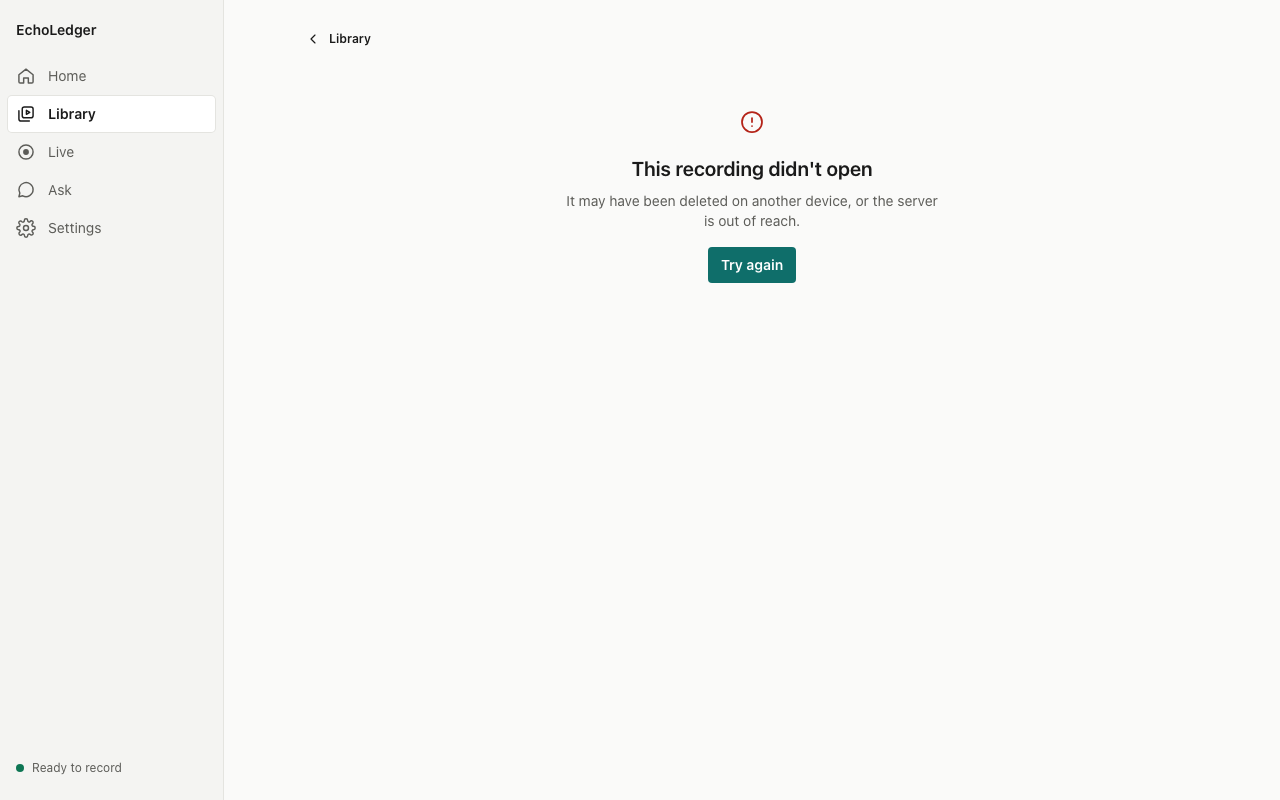 EchoLedger
Home
Library
Live
Ask
Settings
Ready to record
Library
This recording didn't open
It may have been deleted on another device, or the server
is out of reach.
Try again